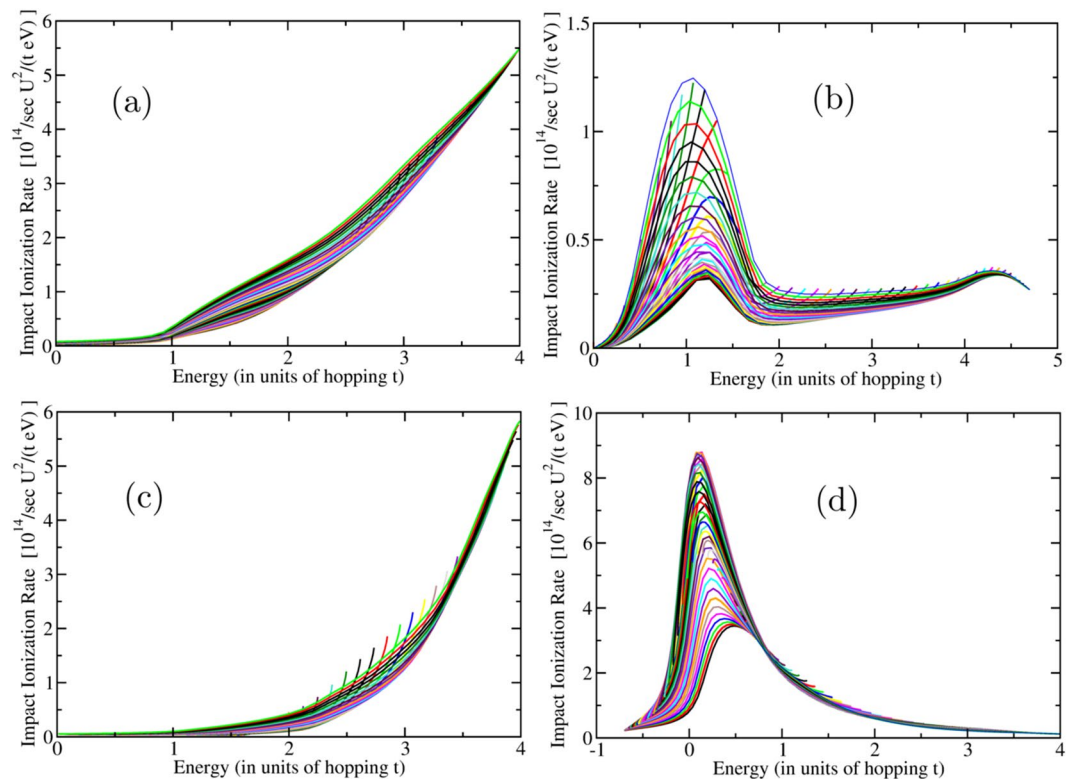 Impact Ionization Rate [10^14/sec U^2/(t eV) ]
6
5
4
3
2
1
0
(a)
0 1 2 3 4
Energy (in units of hopping t)
Impact Ionization Rate [10^14/sec U^2/(t eV) ]
1.5
1
0.5
0
(b)
0 1 2 3 4 5
Energy (in units of hopping t)
Impact Ionization Rate [10^14/sec U^2/(t eV) ]
6
5
4
3
2
1
0
(c)
0 1 2 3 4
Energy (in units of hopping t)
Impact Ionization Rate [10^14/sec U^2/(t eV) ]
10
8
6
4
2
0
(d)
-1 0 1 2 3 4
Energy (in units of hopping t)